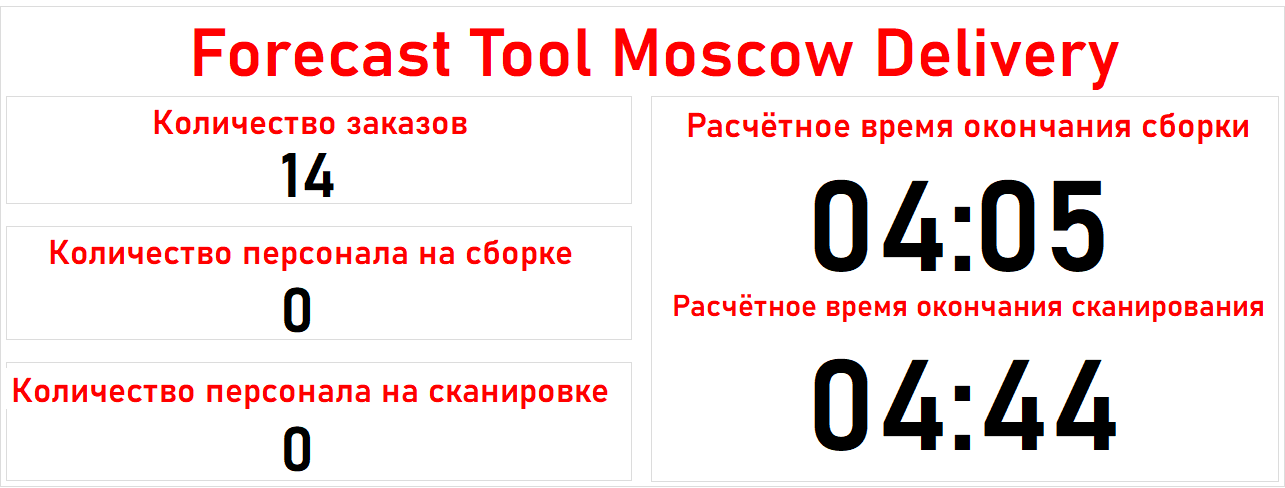 Forecast Tool Moscow Delivery
Количество заказов
14
Количество персонала на сборке
0
Количество персонала на сканировке
0
Расчётное время окончания сборки
04:05
Расчётное время окончания сканирования
04:44